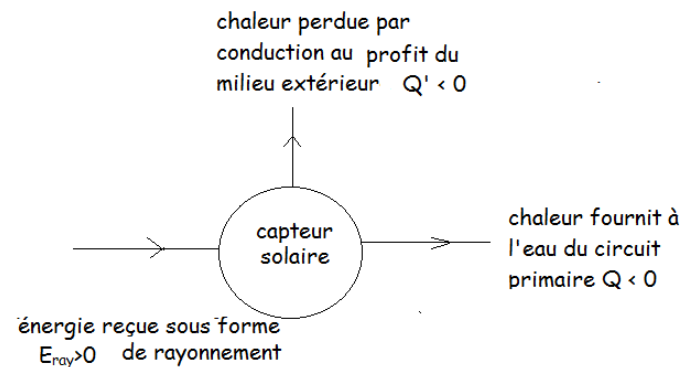 chaleur perdue par
conduction au profit du
milieu extérieur Q' < 0
capteur
solaire
chaleur fournit à
l'eau du circuit
primaire Q < 0
énergie reçue sous forme
E_ray>0 de rayonnement